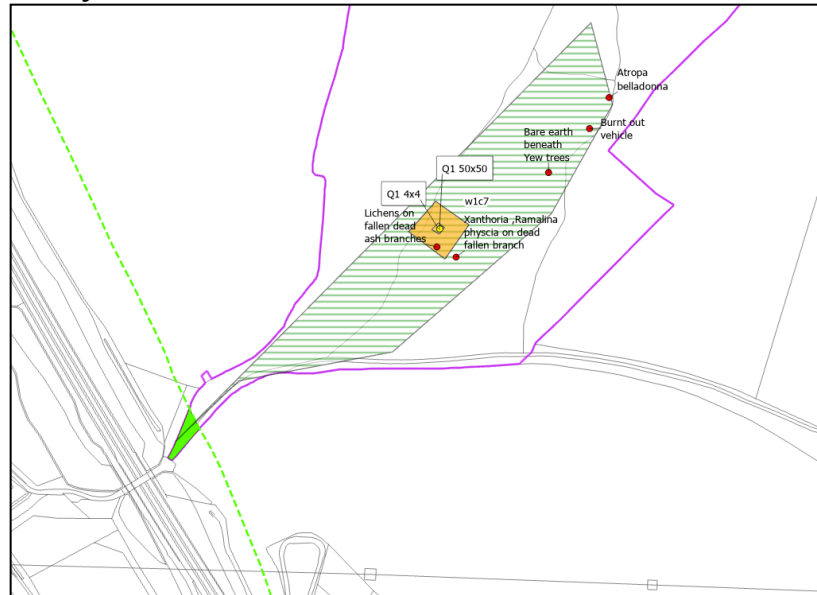 Atropa
belladonna
Burnt out
vehicle
Bare earth
beneath
Yew trees
Q1 50x50
Q1 4x4
w1c7
Lichens on
fallen dead
ash branches
Xanthoria ,Ramalina
physcia on dead
fallen branch